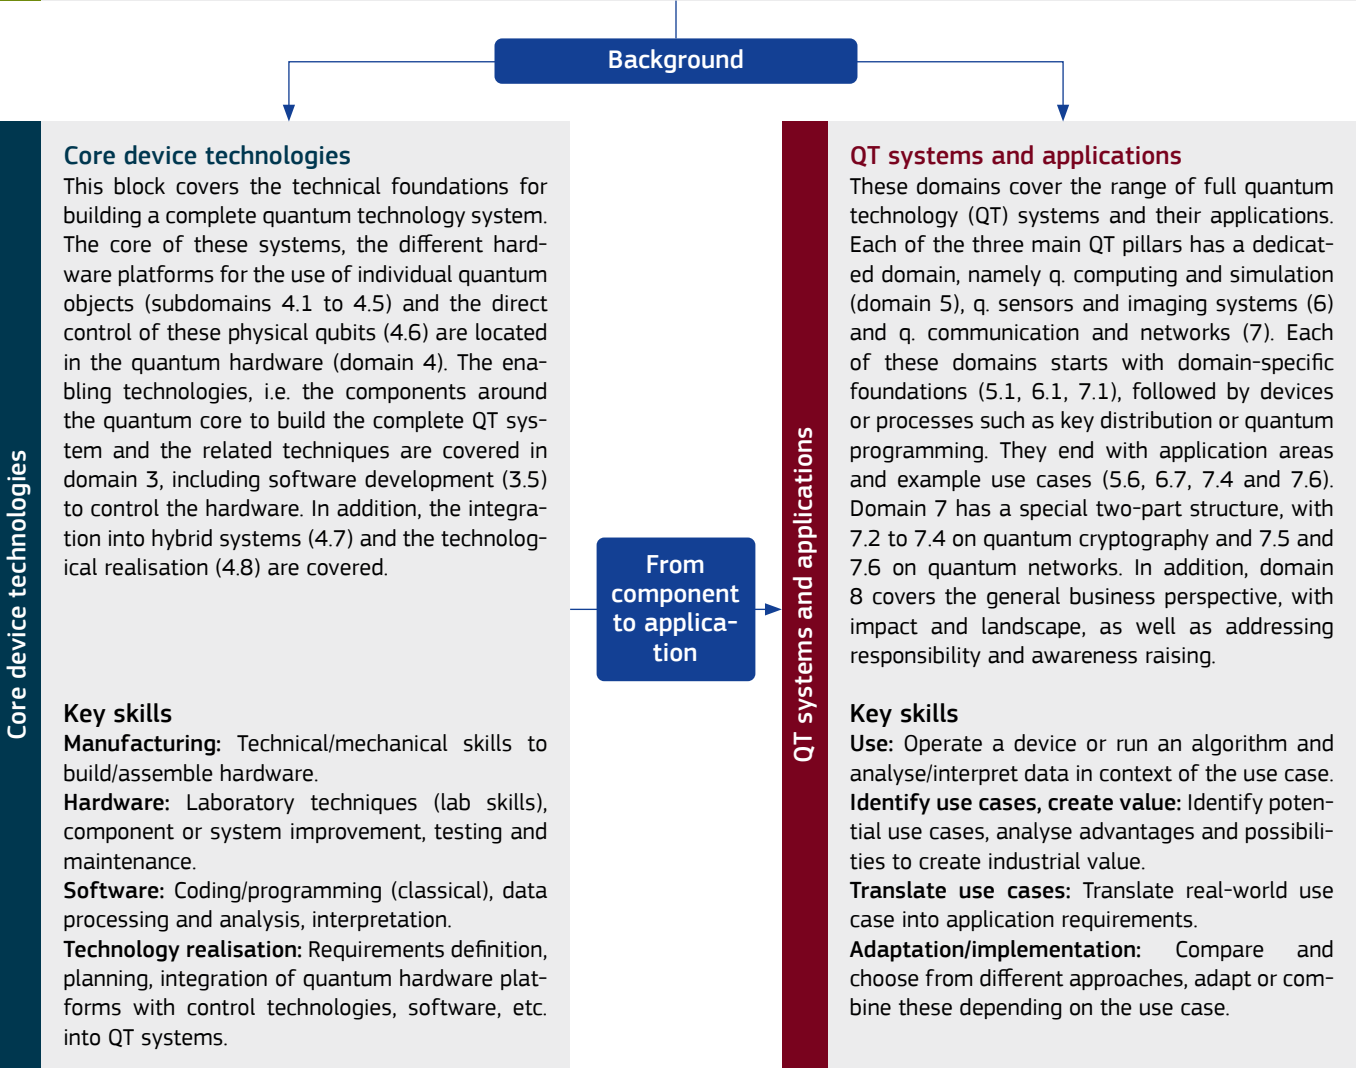 Background
Core device technologies
Core device technologies
This block covers the technical foundations for
building a complete quantum technology system.
The core of these systems, the different hard-
ware platforms for the use of individual quantum
objects (subdomains 4.1 to 4.5) and the direct
control of these physical qubits (4.6) are located
in the quantum hardware (domain 4). The ena-
bling technologies, i.e. the components around
the quantum core to build the complete QT sys-
tem and the related techniques are covered in
domain 3, including software development (3.5)
to control the hardware. In addition, the integra-
tion into hybrid systems (4.7) and the technolog-
ical realisation (4.8) are covered.
Key skills
Manufacturing: Technical/mechanical skills to
build/assemble hardware.
Hardware: Laboratory techniques (lab skills),
component or system improvement, testing and
maintenance.
Software: Coding/programming (classical), data
processing and analysis, interpretation.
Technology realisation: Requirements definition,
planning, integration of quantum hardware plat-
forms with control technologies, software, etc.
into QT systems.
From
component
to applica-
tion
QT systems and applications
QT systems and applications
These domains cover the range of full quantum
technology (QT) systems and their applications.
Each of the three main QT pillars has a dedicat-
ed domain, namely q. computing and simulation
(domain 5), q. sensors and imaging systems (6)
and q. communication and networks (7). Each
of these domains starts with domain-specific
foundations (5.1, 6.1, 7.1), followed by devices
or processes such as key distribution or quantum
programming. They end with application areas
and example use cases (5.6, 6.7, 7.4 and 7.6).
Domain 7 has a special two-part structure, with
7.2 to 7.4 on quantum cryptography and 7.5 and
7.6 on quantum networks. In addition, domain
8 covers the general business perspective, with
impact and landscape, as well as addressing
responsibility and awareness raising.
Key skills
Use: Operate a device or run an algorithm and
analyse/interpret data in context of the use case.
Identify use cases, create value: Identify poten-
tial use cases, analyse advantages and possibili-
ties to create industrial value.
Translate use cases: Translate real-world use
case into application requirements.
Adaptation/implementation: Compare and
choose from different approaches, adapt or com-
bine these depending on the use case.